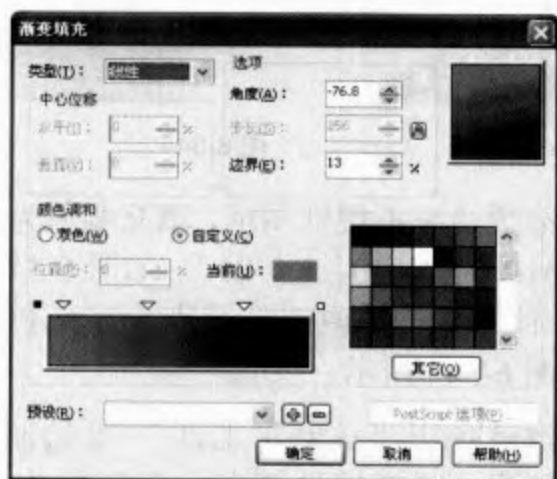 渐变填充
类型(T)： 线性
选项
角度(A)： -76.8
中心位移
水平(I)： 0 %
步长(S)： 256
垂直(V)： 0 %
边界(E)： 13 %
颜色调和
双色(W) 自定义(C)
位置(P)： 0 % 当前(U)：
其它(O)
预设(R)：
PostScript 选项(P)...
确定 取消 帮助(H)